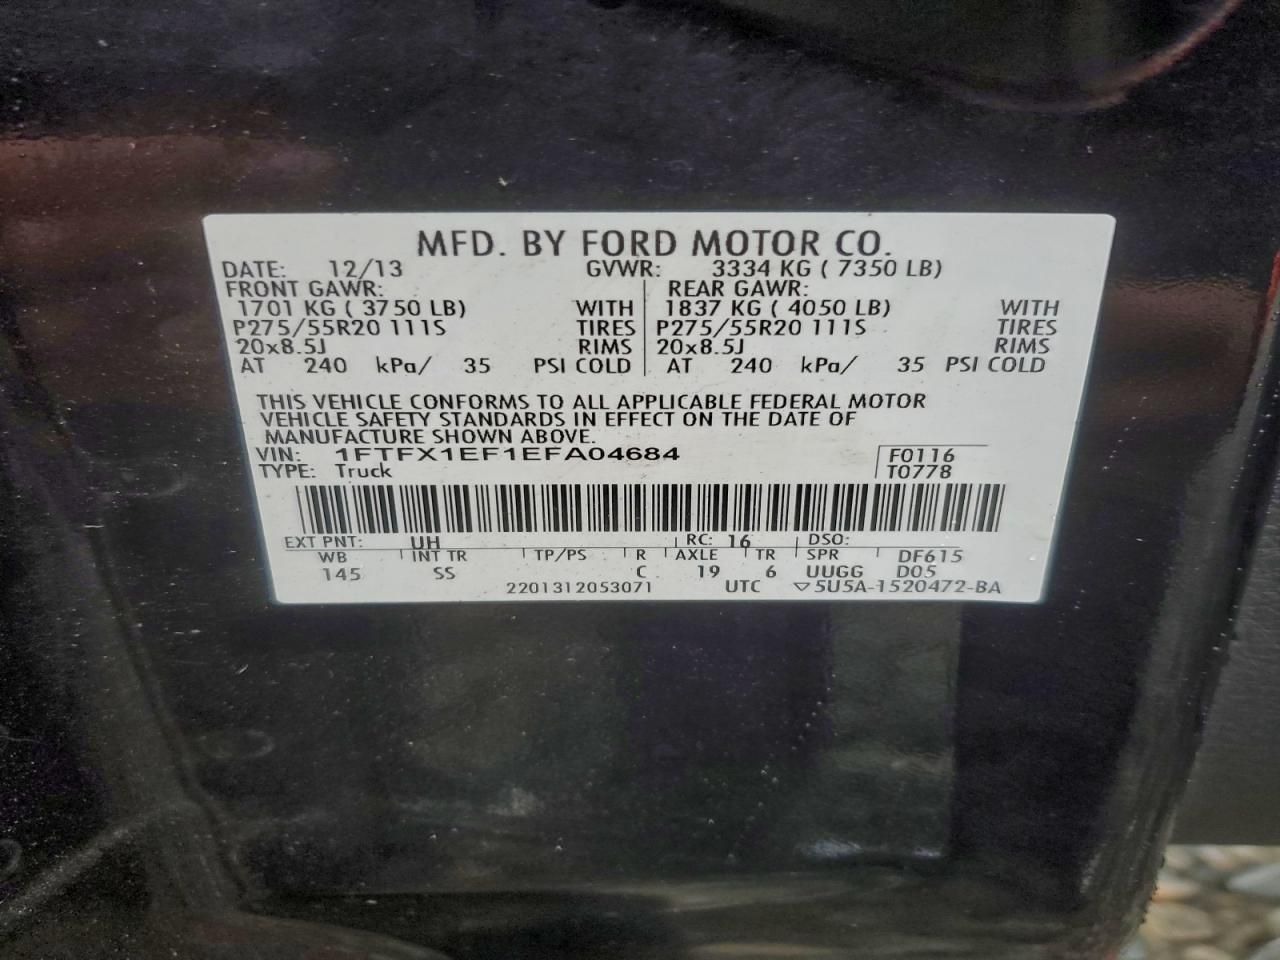 MFD. BY FORD MOTOR CO.
DATE: 12/13 GVWR: 3334 KG ( 7350 LB)
FRONT GAWR: REAR GAWR:
1701 KG ( 3750 LB) WITH 1837 KG ( 4050 LB) WITH
P275/55R20 111S TIRES P275/55R20 111S TIRES
20x8.5J RIMS 20x8.5J RIMS
AT 240 kPa/ 35 PSI COLD AT 240 kPa/ 35 PSI COLD
THIS VEHICLE CONFORMS TO ALL APPLICABLE FEDERAL MOTOR
VEHICLE SAFETY STANDARDS IN EFFECT ON THE DATE OF
MANUFACTURE SHOWN ABOVE.
VIN: 1FTFX1EF1EFA04684 F0116
TYPE: Truck T0778
EXT PNT: UH RC: 16 DSO:
WB INT TR TP/PS R AXLE TR SPR DF615
145 SS C 19 6 UUGG D05
2201312053071 UTC ▽5U5A-1520472-BA